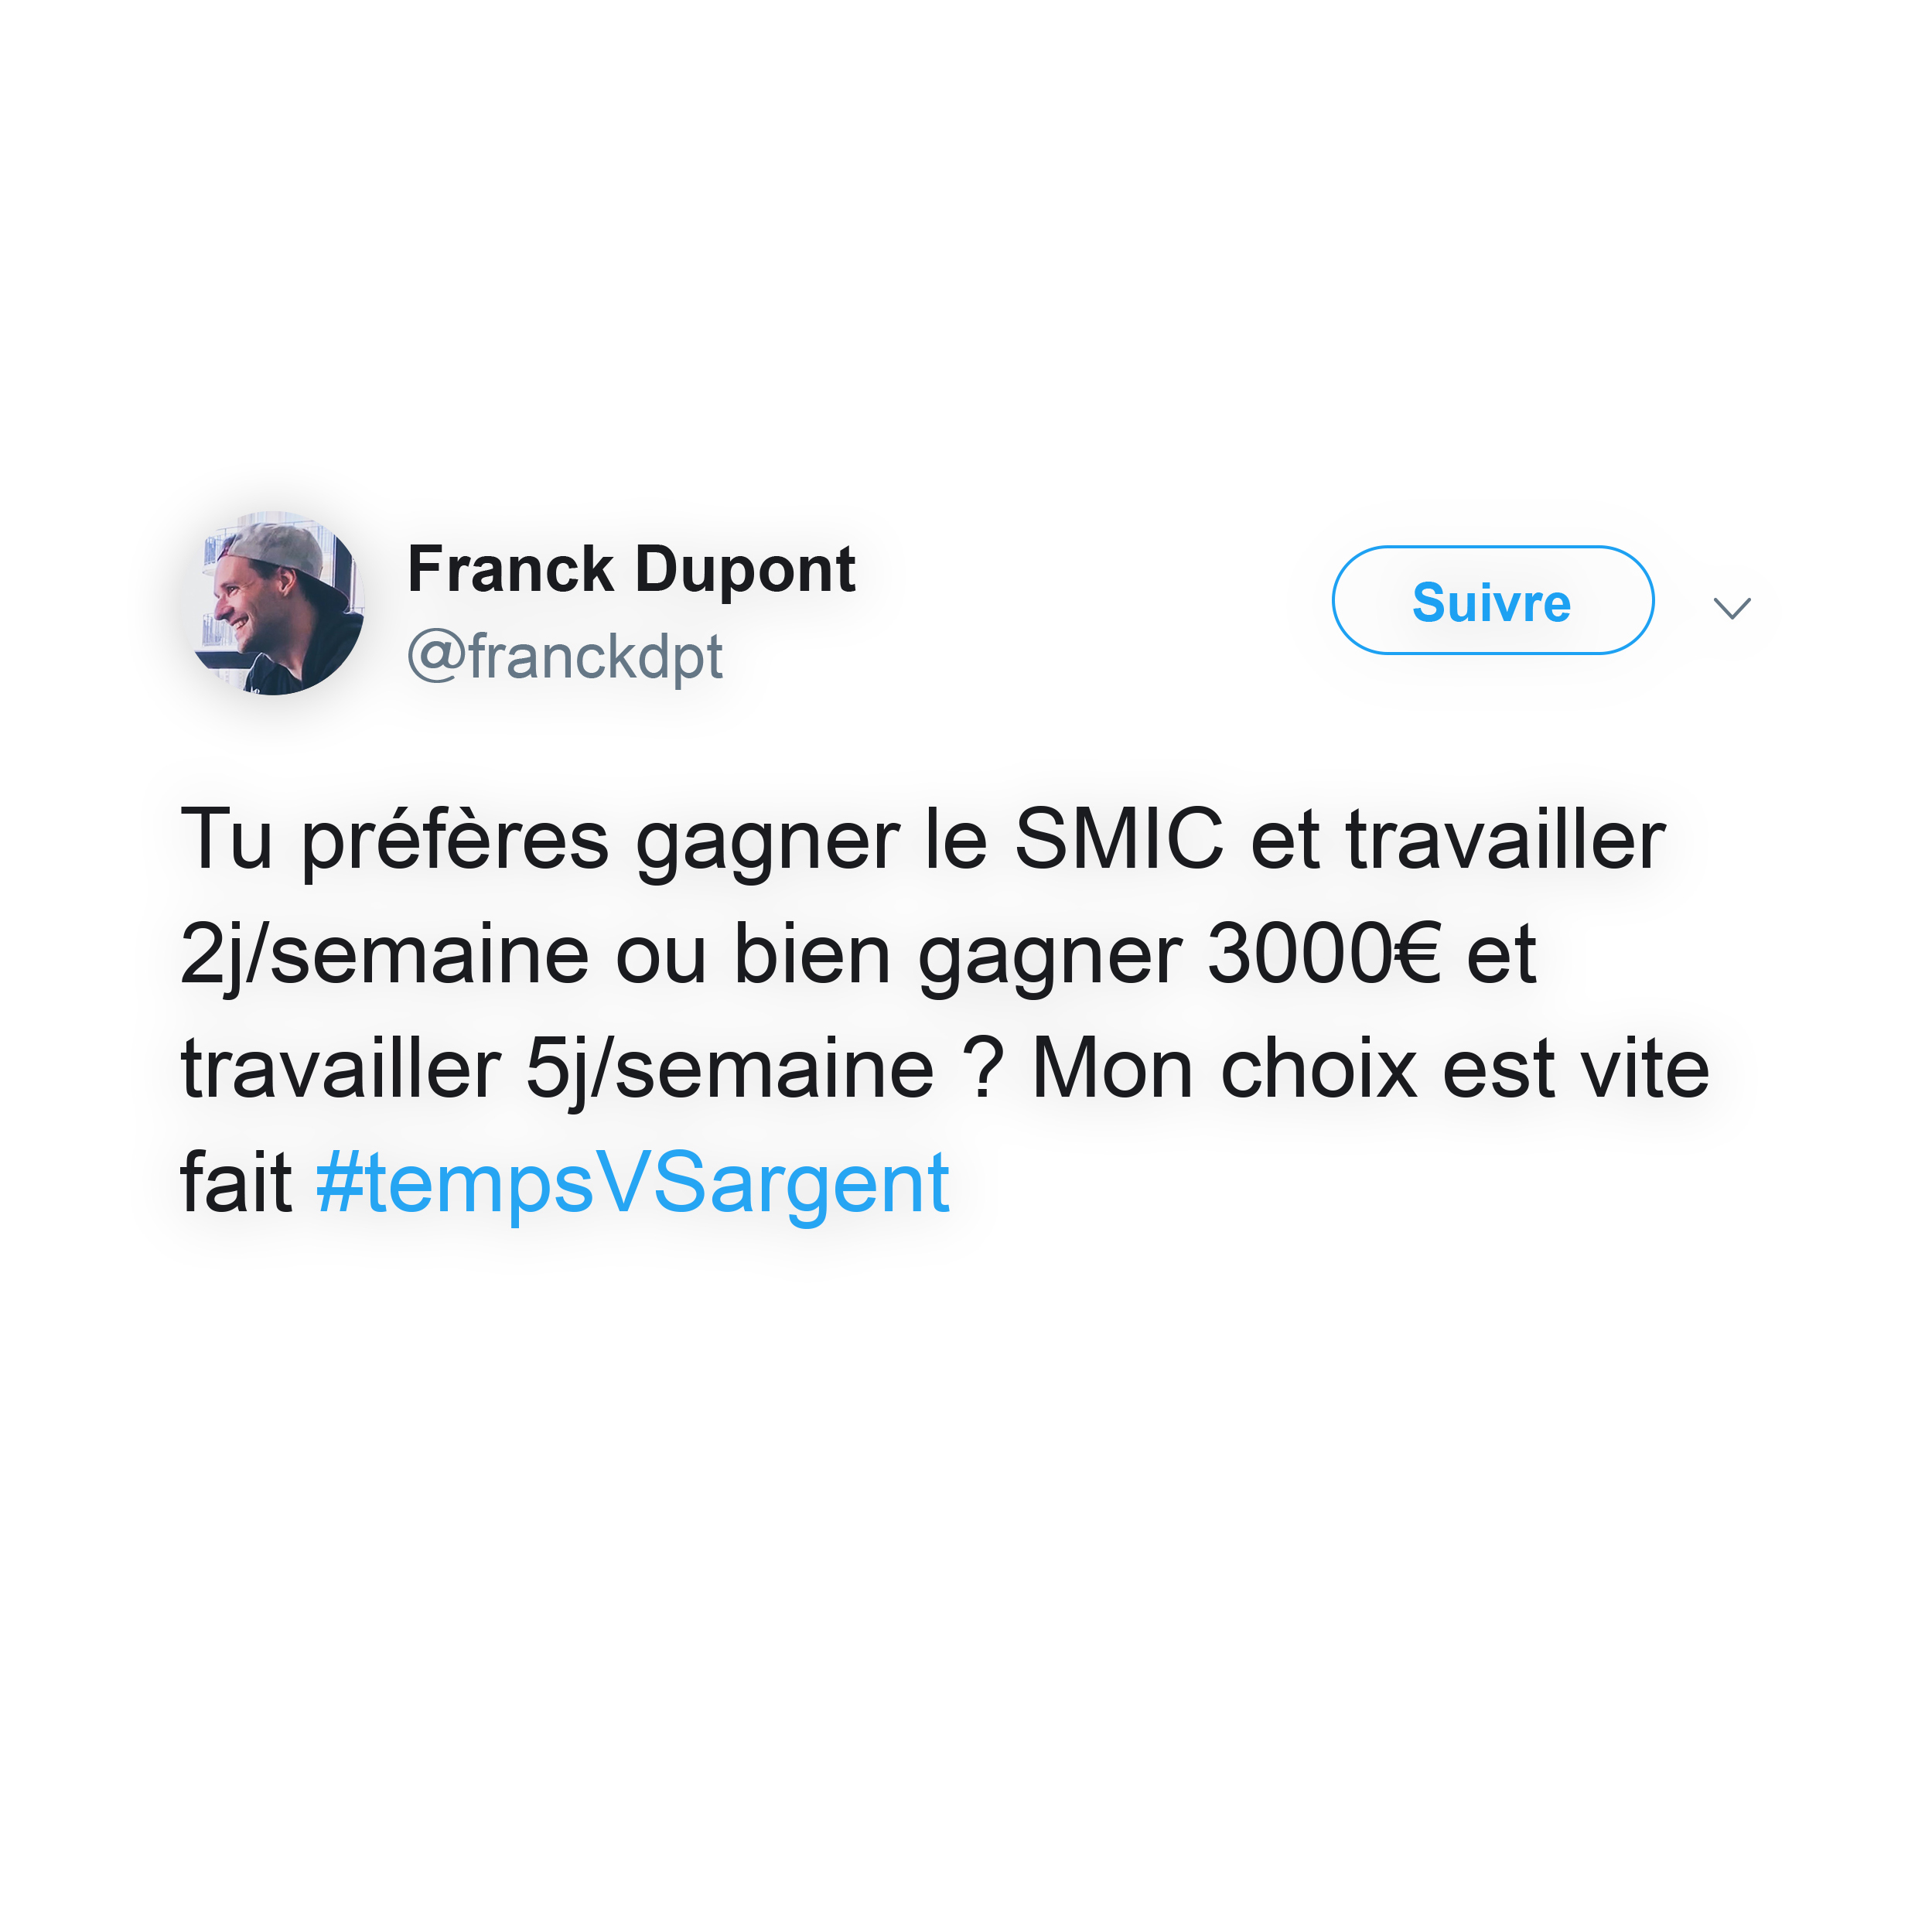 Franck Dupont
@franckdpt
Suivre
Tu préfères gagner le SMIC et travailler
2j/semaine ou bien gagner 3000€ et
travailler 5j/semaine ? Mon choix est vite
fait #tempsVSargent